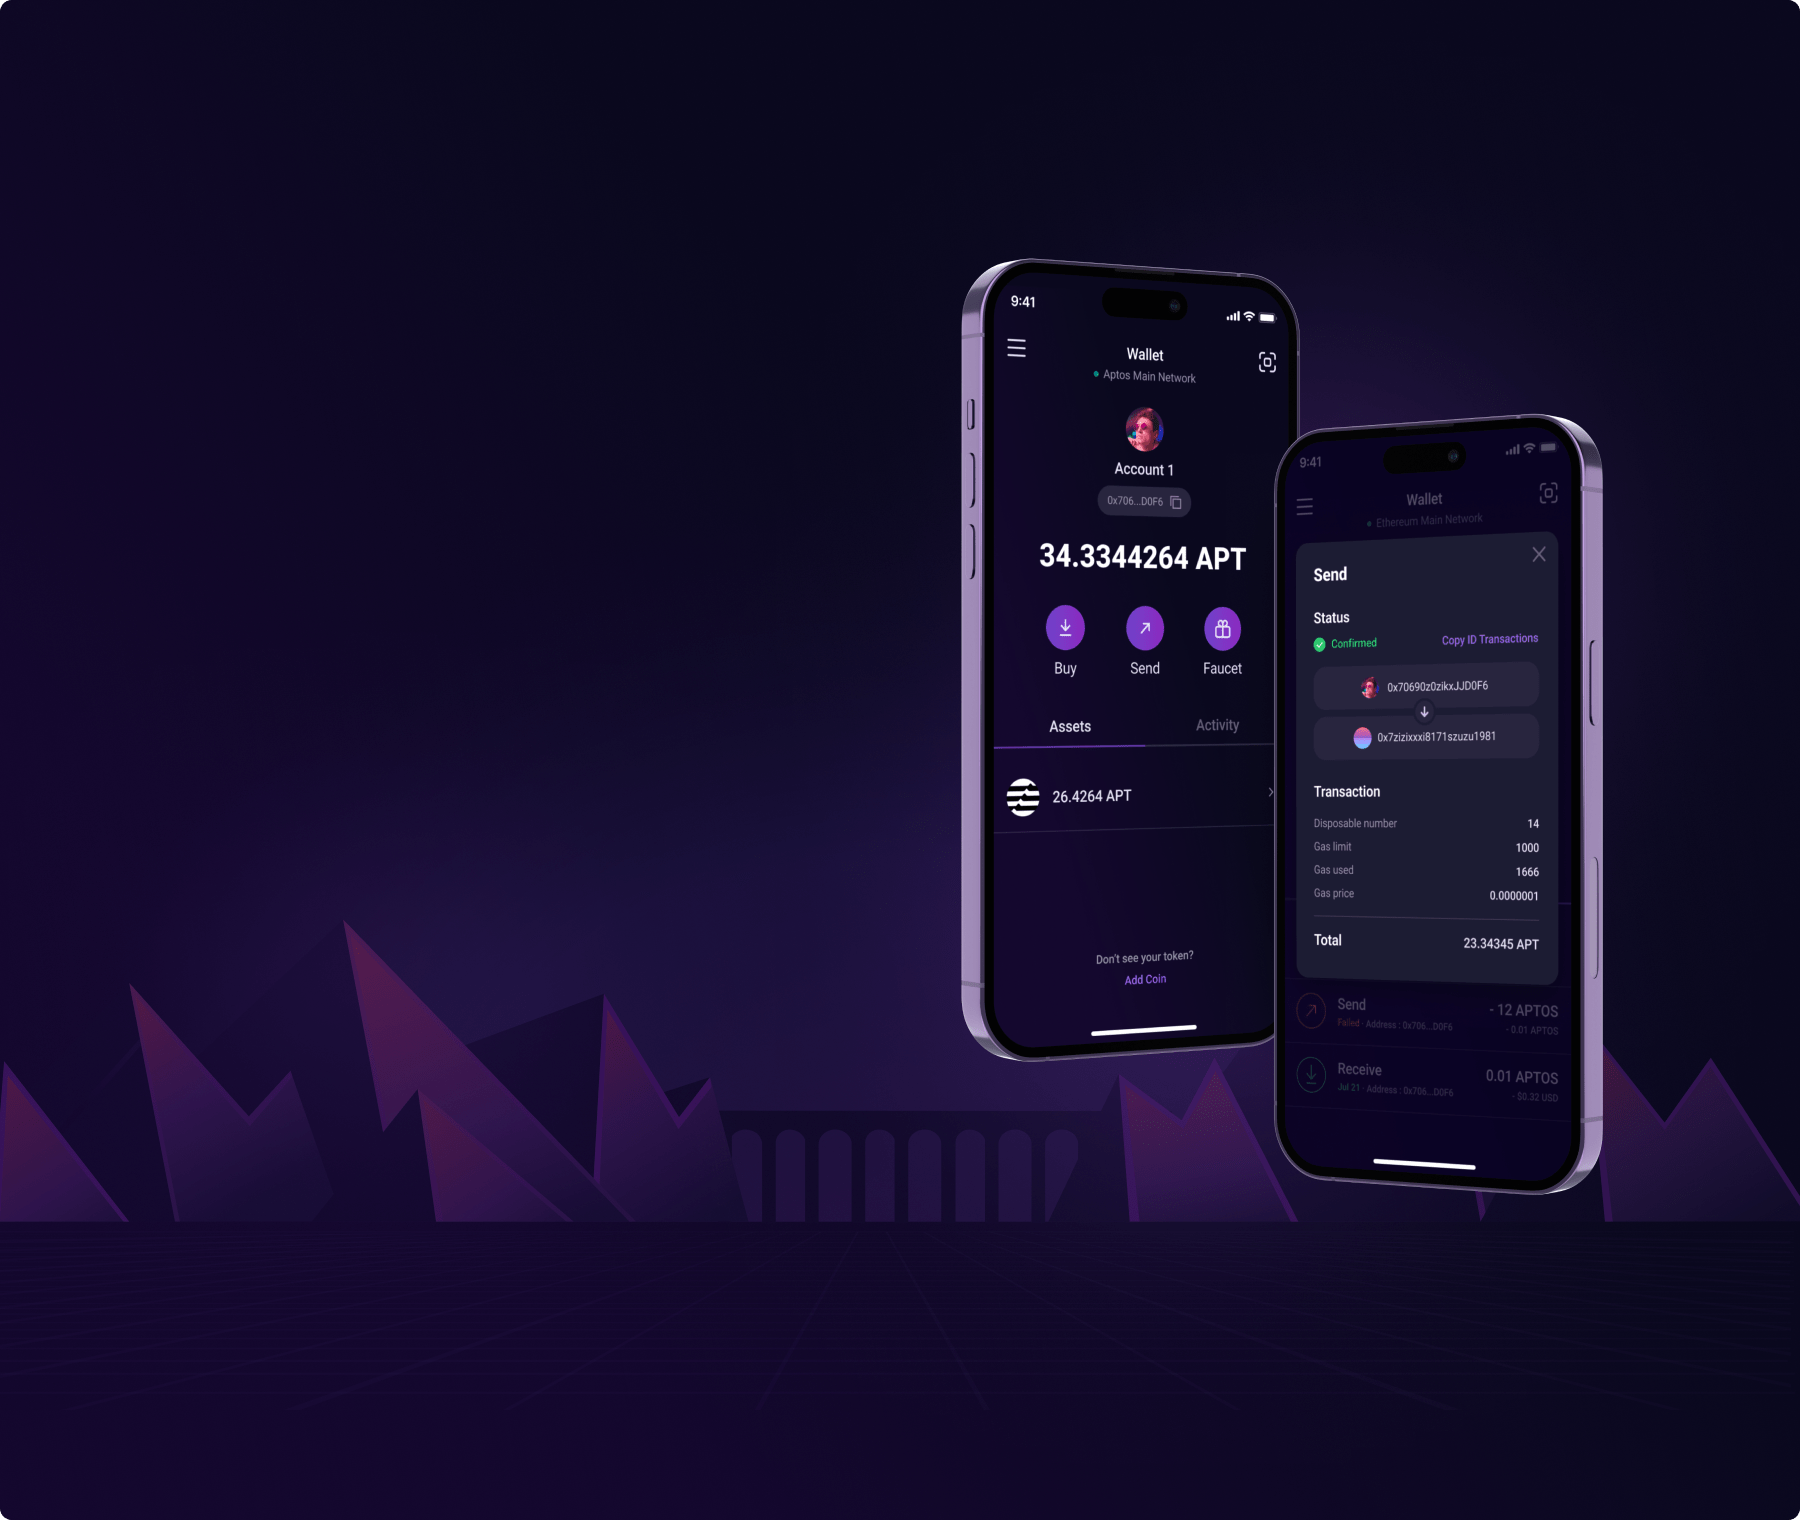 9:41
Wallet
Aptos Main Network
Account 1
0x706...D0F6
34.3344264 APT
Buy
Send
Faucet
Assets
Activity
26.4264 APT
Don't see your token?
Add Coin
9:41
Wallet
Ethereum Main Network
Send
Status
Confirmed
Copy ID Transactions
0x70690z0zikxJJD0F6
0x7zizixxxi8171szuzu1981
Transaction
Disposable number 14
Gas limit 1000
Gas used 1666
Gas price 0.0000001
Total 23.34345 APT
Send - 12 APTOS
Failed · Address : 0x706...D0F6 - 0.01 APTOS
Receive 0.01 APTOS
Jul 21 · Address : 0x706...D0F6 - $0.32 USD